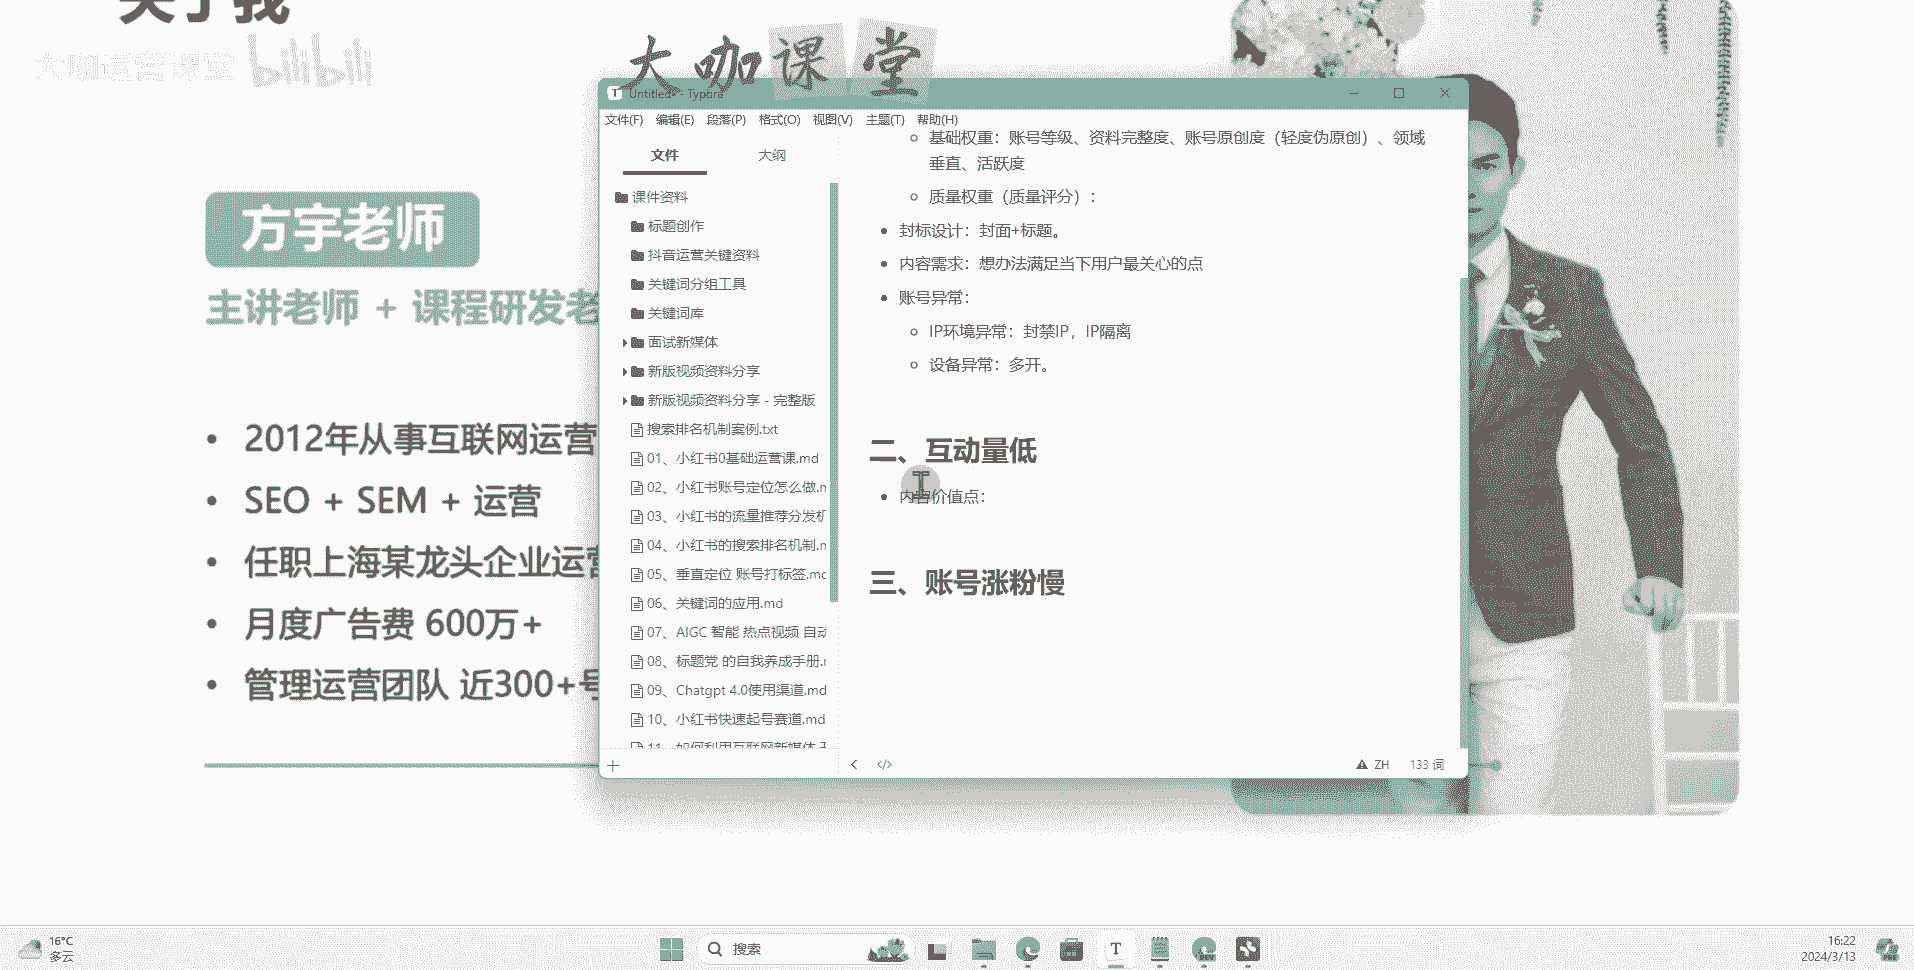 关于我
大咖运营课堂 bilibili
大咖课堂
方宇老师
主讲老师 + 课程研发老
2012年从事互联网运营
SEO + SEM + 运营
任职上海某龙头企业运营
月度广告费 600万+
管理运营团队 近300+号
Untitled• - Typora
文件(F) 编辑(E) 段落(P) 格式(O) 视图(V) 主题(T) 帮助(H)
文件 大纲
课件资料
标题创作
抖音运营关键资料
关键词分组工具
关键词库
面试新媒体
新版视频资料分享
新版视频资料分享 - 完整版
搜索排名机制案例.txt
01、小红书0基础运营课.md
02、小红书账号定位怎么做.m
03、小红书的流量推荐分发机
04、小红书的搜索排名机制.m
05、垂直定位 账号打标签.md
06、关键词的应用.md
07、AIGC 智能 热点视频 自动
08、标题党 的自我养成手册.m
09、Chatgpt 4.0使用渠道.md
10、小红书快速起号赛道.md
11、如何利用互联网新媒体
基础权重：账号等级、资料完整度、账号原创度（轻度伪原创）、领域
垂直、活跃度
质量权重（质量评分）：
封标设计：封面+标题。
内容需求：想办法满足当下用户最关心的点
账号异常：
IP环境异常：封禁IP，IP隔离
设备异常：多开。
二、互动量低
内容价值点：
三、账号涨粉慢
ZH 133 词
16°C
多云
搜索
16:22
2024/3/13